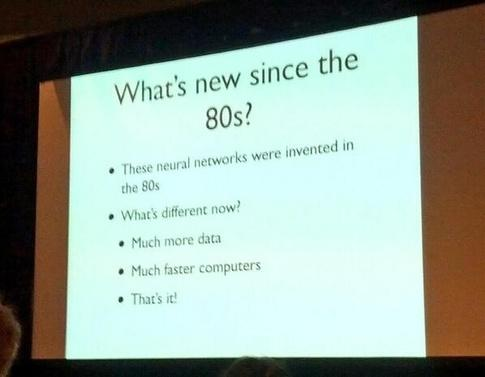 What's new since the
80s?
• These neural networks were invented in
the 80s
• What's different now?
• Much more data
• Much faster computers
• That's it!